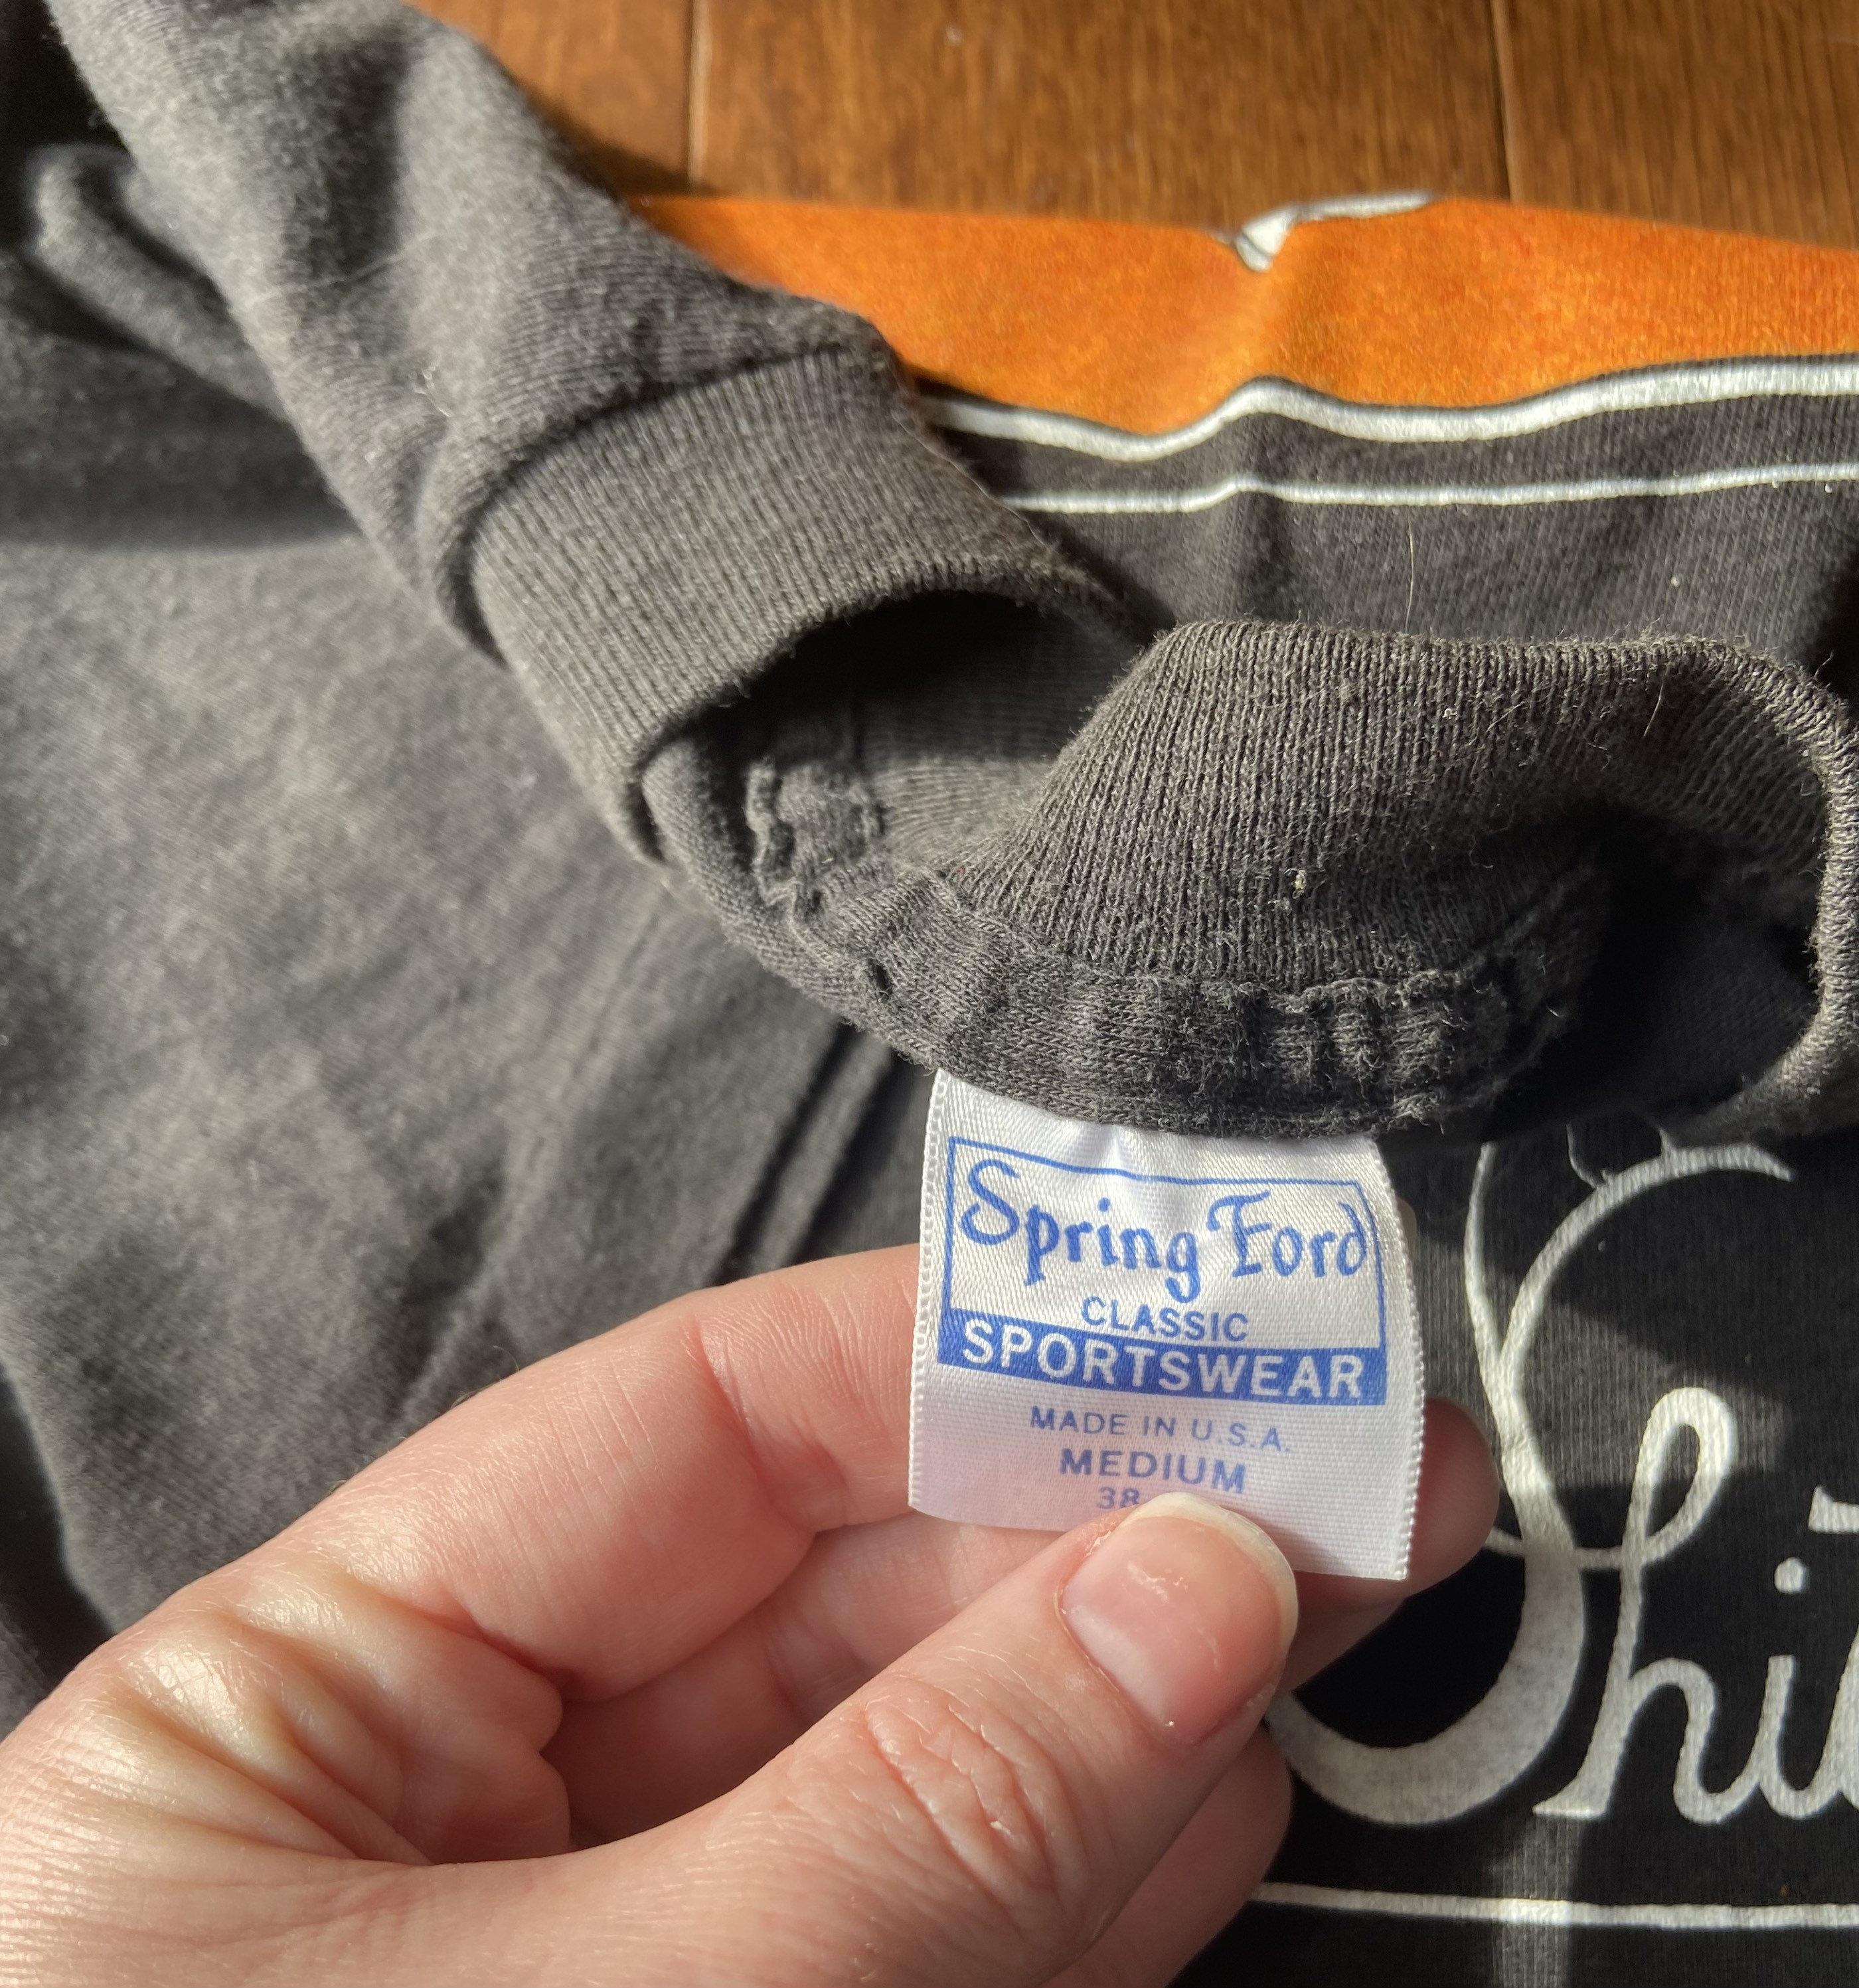 Spring Ford
CLASSIC
SPORTSWEAR
MADE IN U.S.A.
MEDIUM
38